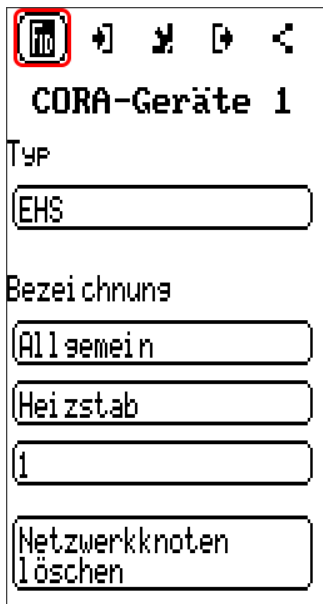 CORA-Geräte 1
Typ
EHS
Bezeichnung
Allgemein
Heizstab
1
Netzwerkknoten
löschen